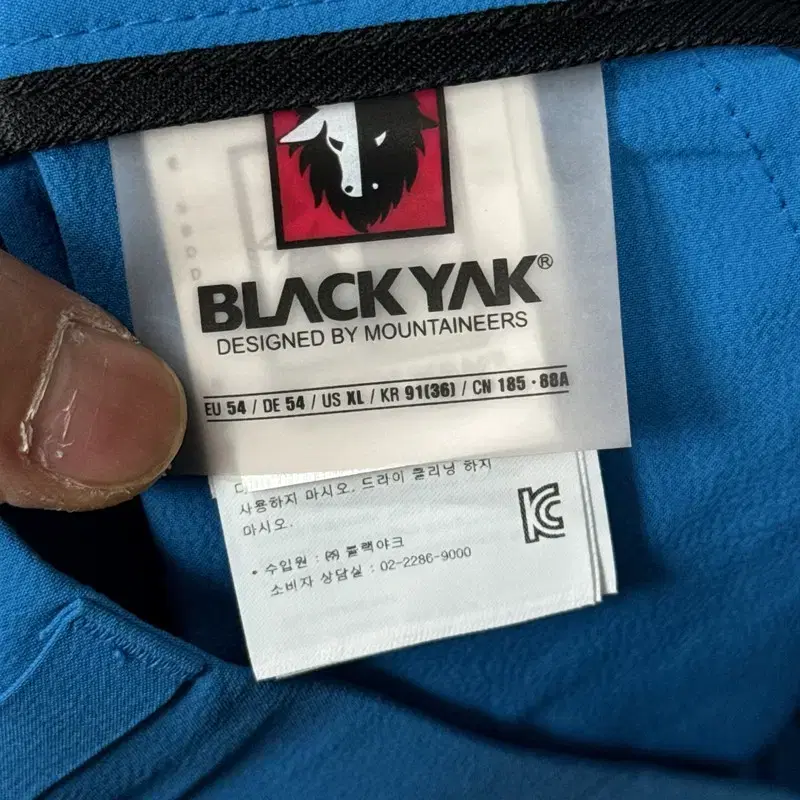 BLACKYAK®
DESIGNED BY MOUNTAINEERS
EU 54 / DE 54 / US XL / KR 91(36) / CN 185 · 88A
사용하지 마시오. 드라이 클리닝 하지
마시오.
• 수입원 : ㈜ 블랙야크
소비자 상담실 : 02-2286-9000